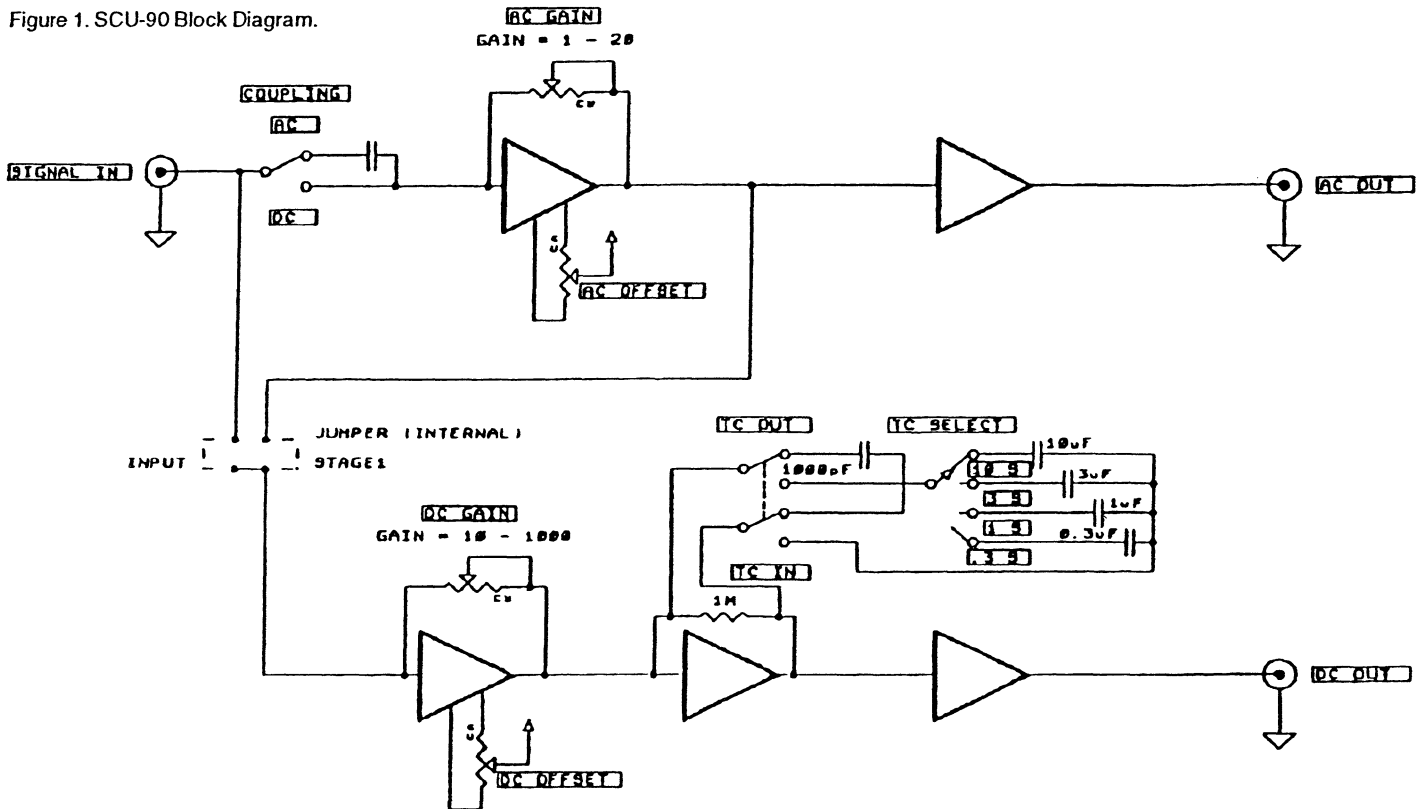 Figure 1. SCU-90 Block Diagram.
AC GAIN
GAIN = 1 - 20
CW
COUPLING
AC
SIGNAL IN
DC
CW
AC OFFSET
AC OUT
JUMPER (INTERNAL)
INPUT
STAGE1
TC OUT
TC SELECT
1000pF
10uF
10 S
3uF
3 S
1uF
1 S
0.3uF
.3 S
TC IN
DC GAIN
GAIN = 10 - 1000
CW
1M
CW
DC OFFSET
DC OUT